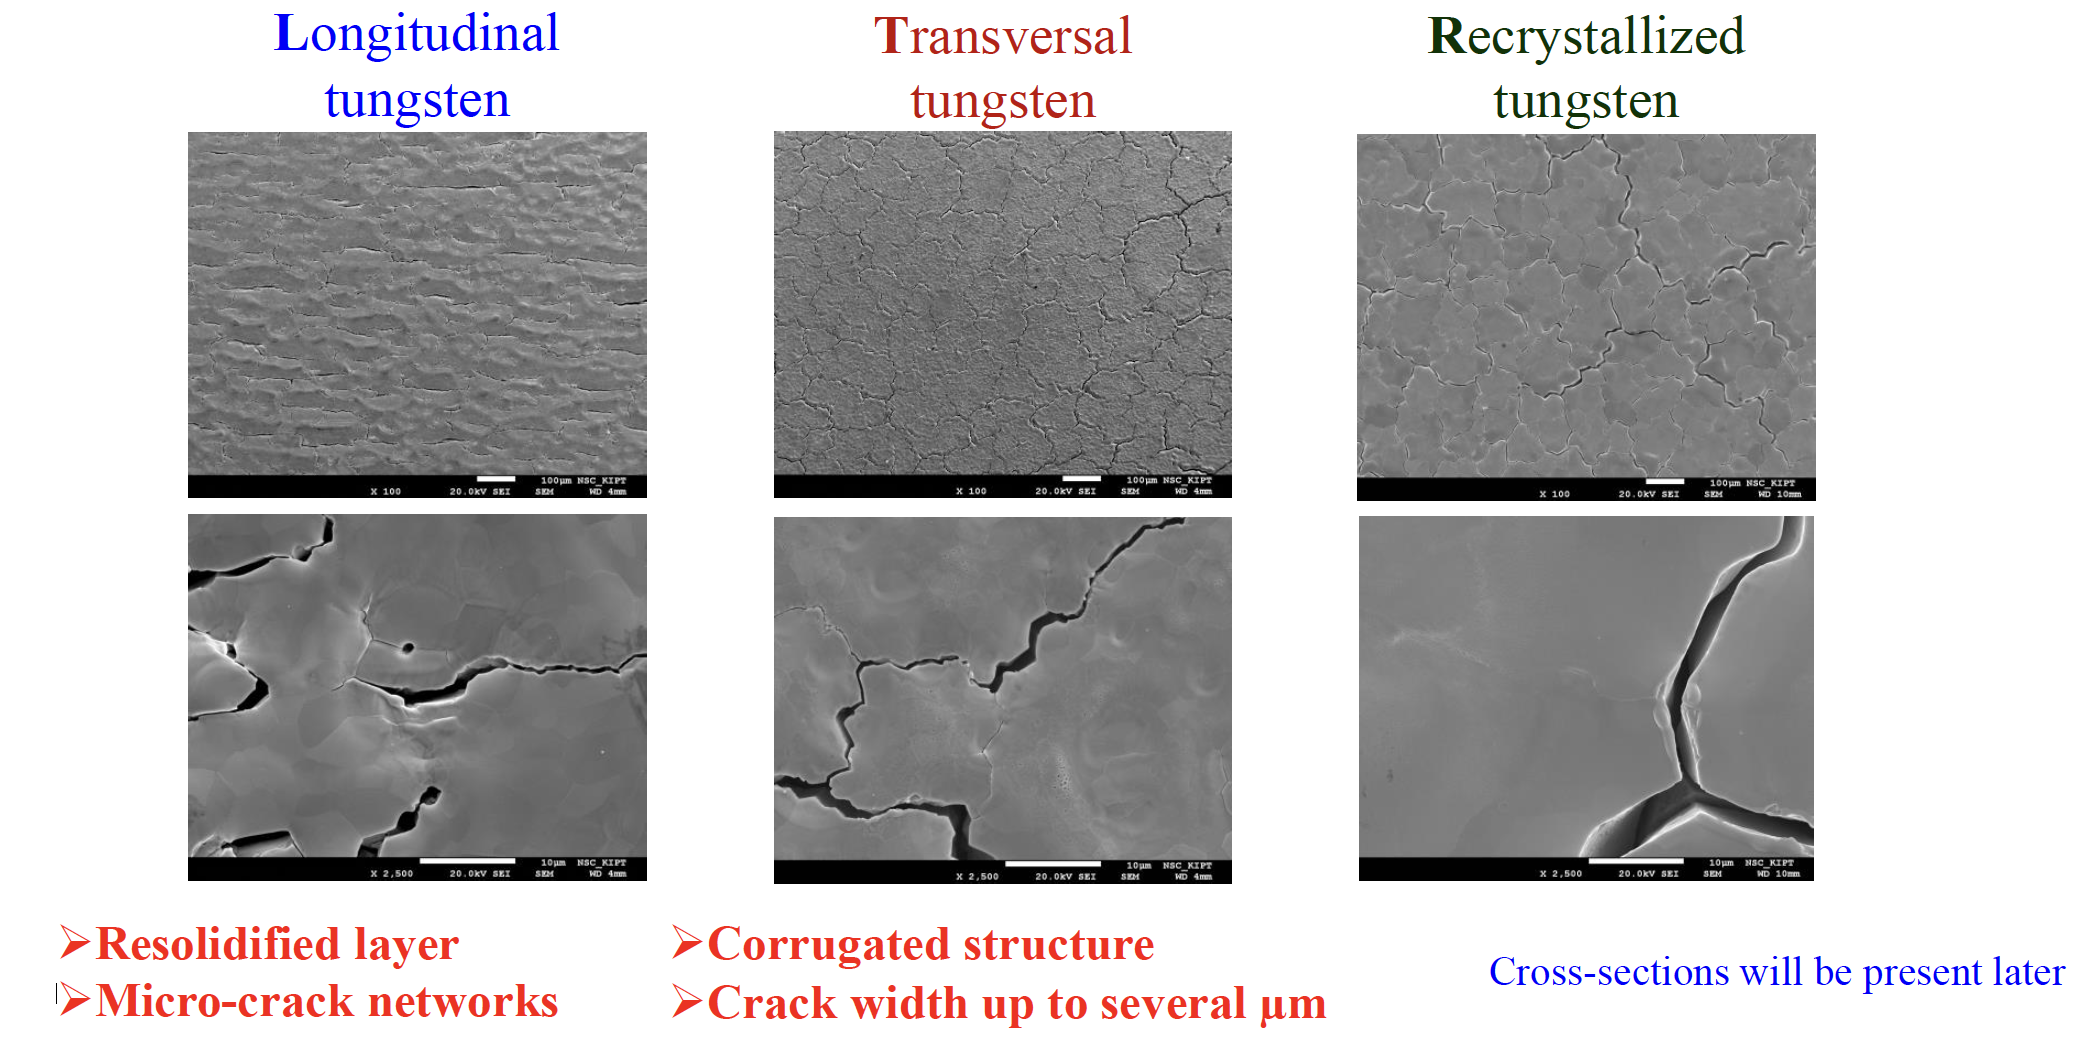 Longitudinal
tungsten
Transversal
tungsten
Recrystallized
tungsten
100µm NSC_KIPT
X 100 20.0kV SEI SEM WD 4mm
100µm NSC_KIPT
X 100 20.0kV SEI SEM WD 4mm
100µm NSC_KIPT
X 100 20.0kV SEI SEM WD 10mm
10µm NSC_KIPT
X 2,500 20.0kV SEI SEM WD 4mm
10µm NSC_KIPT
X 2,500 20.0kV SEI SEM WD 4mm
10µm NSC_KIPT
X 2,500 20.0kV SEI SEM WD 10mm
➢Resolidified layer
➢Micro-crack networks
➢Corrugated structure
➢Crack width up to several µm
Cross-sections will be present later